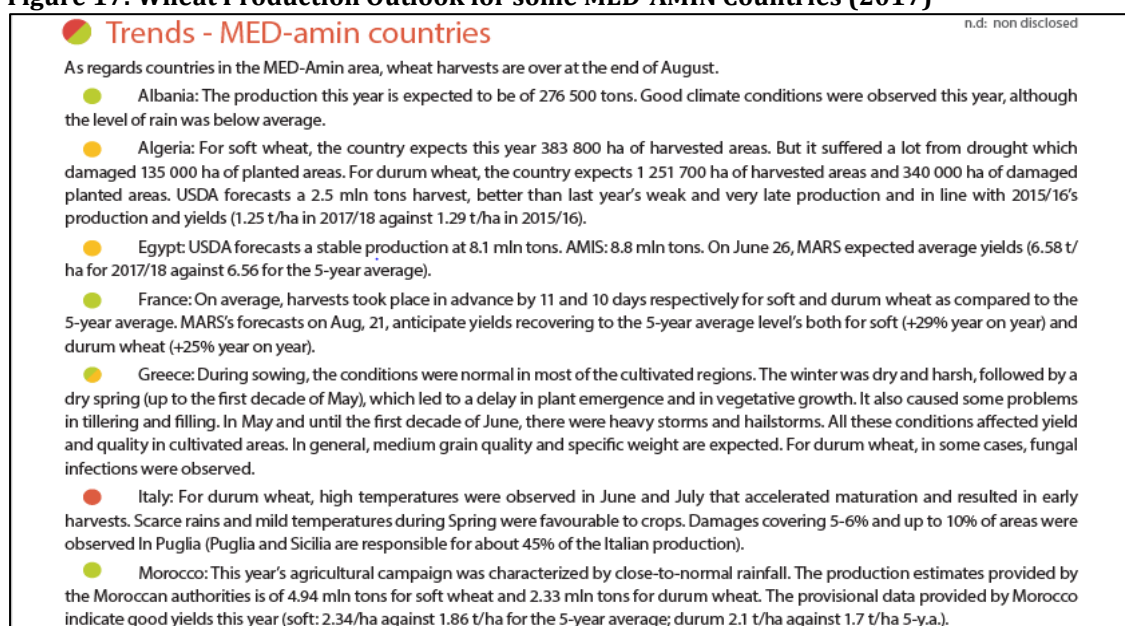 Figure 17: Wheat Production Outlook for some MED-AMIN Countries (2017)
n.d: non disclosed
Trends - MED-amin countries
As regards countries in the MED-Amin area, wheat harvests are over at the end of August.
Albania: The production this year is expected to be of 276 500 tons. Good climate conditions were observed this year, although
the level of rain was below average.
Algeria: For soft wheat, the country expects this year 383 800 ha of harvested areas. But it suffered a lot from drought which
damaged 135 000 ha of planted areas. For durum wheat, the country expects 1 251 700 ha of harvested areas and 340 000 ha of damaged
planted areas. USDA forecasts a 2.5 mln tons harvest, better than last year's weak and very late production and in line with 2015/16's
production and yields (1.25 t/ha in 2017/18 against 1.29 t/ha in 2015/16).
Egypt: USDA forecasts a stable production at 8.1 mln tons. AMIS: 8.8 mln tons. On June 26, MARS expected average yields (6.58 t/
ha for 2017/18 against 6.56 for the 5-year average).
France: On average, harvests took place in advance by 11 and 10 days respectively for soft and durum wheat as compared to the
5-year average. MARS's forecasts on Aug, 21, anticipate yields recovering to the 5-year average level's both for soft (+29% year on year) and
durum wheat (+25% year on year).
Greece: During sowing, the conditions were normal in most of the cultivated regions. The winter was dry and harsh, followed by a
dry spring (up to the first decade of May), which led to a delay in plant emergence and in vegetative growth. It also caused some problems
in tillering and filling. In May and until the first decade of June, there were heavy storms and hailstorms. All these conditions affected yield
and quality in cultivated areas. In general, medium grain quality and specific weight are expected. For durum wheat, in some cases, fungal
infections were observed.
Italy: For durum wheat, high temperatures were observed in June and July that accelerated maturation and resulted in early
harvests. Scarce rains and mild temperatures during Spring were favourable to crops. Damages covering 5-6% and up to 10% of areas were
observed In Puglia (Puglia and Sicilia are responsible for about 45% of the Italian production).
Morocco: This year's agricultural campaign was characterized by close-to-normal rainfall. The production estimates provided by
the Moroccan authorities is of 4.94 mln tons for soft wheat and 2.33 mln tons for durum wheat. The provisional data provided by Morocco
indicate good yields this year (soft: 2.34/ha against 1.86 t/ha for the 5-year average; durum 2.1 t/ha against 1.7 t/ha 5-y.a.).